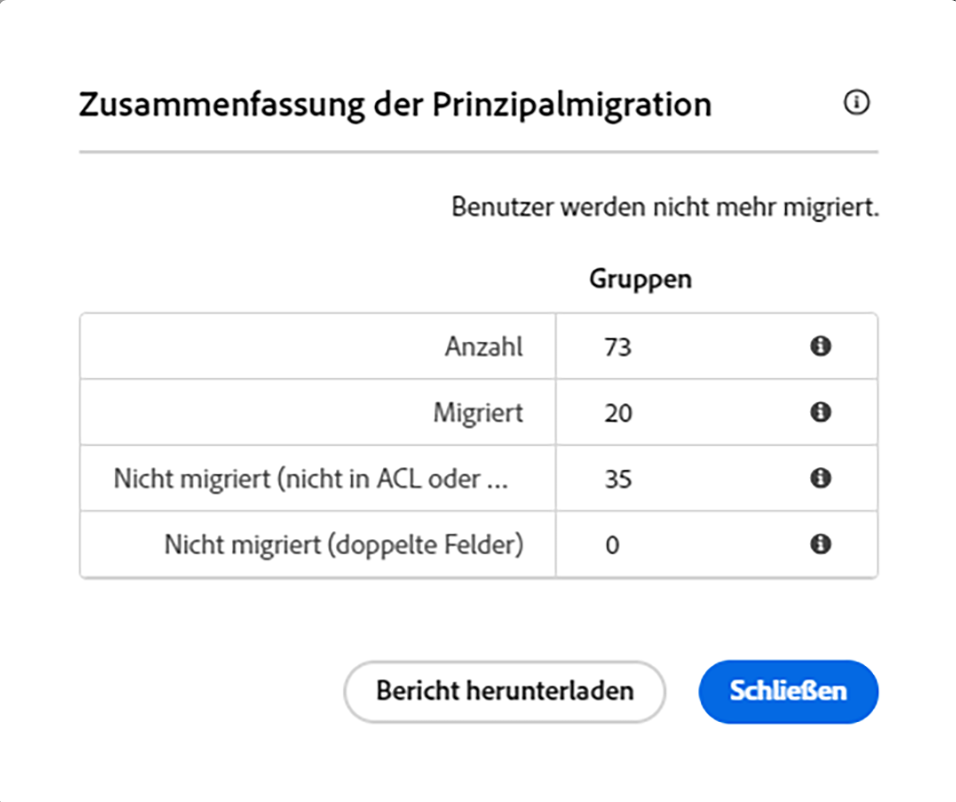 Zusammenfassung der Prinzipalmigration
Benutzer werden nicht mehr migriert.
Gruppen
Anzahl 73
Migriert 20
Nicht migriert (nicht in ACL oder ... 35
Nicht migriert (doppelte Felder) 0
Bericht herunterladen Schließen